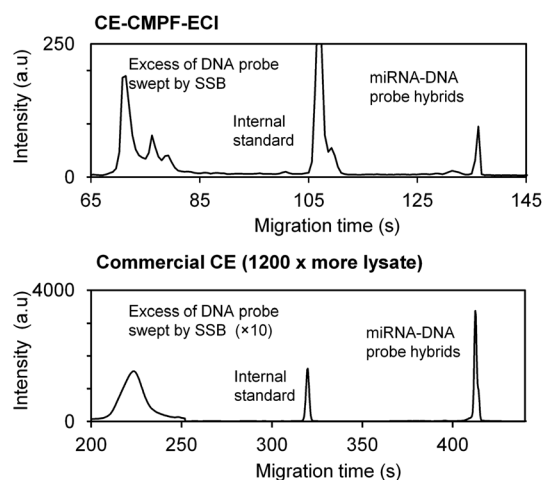 CE-CMPF-ECI
250
Excess of DNA probe
swept by SSB
miRNA-DNA
probe hybrids
Internal
standard
Intensity (a.u)
0
65 85 105 125 145
Migration time (s)
Commercial CE (1200 x more lysate)
4000
Excess of DNA probe
swept by SSB (×10)
miRNA-DNA
probe hybrids
Internal
standard
Intensity (a.u)
0
200 250 300 350 400
Migration time (s)